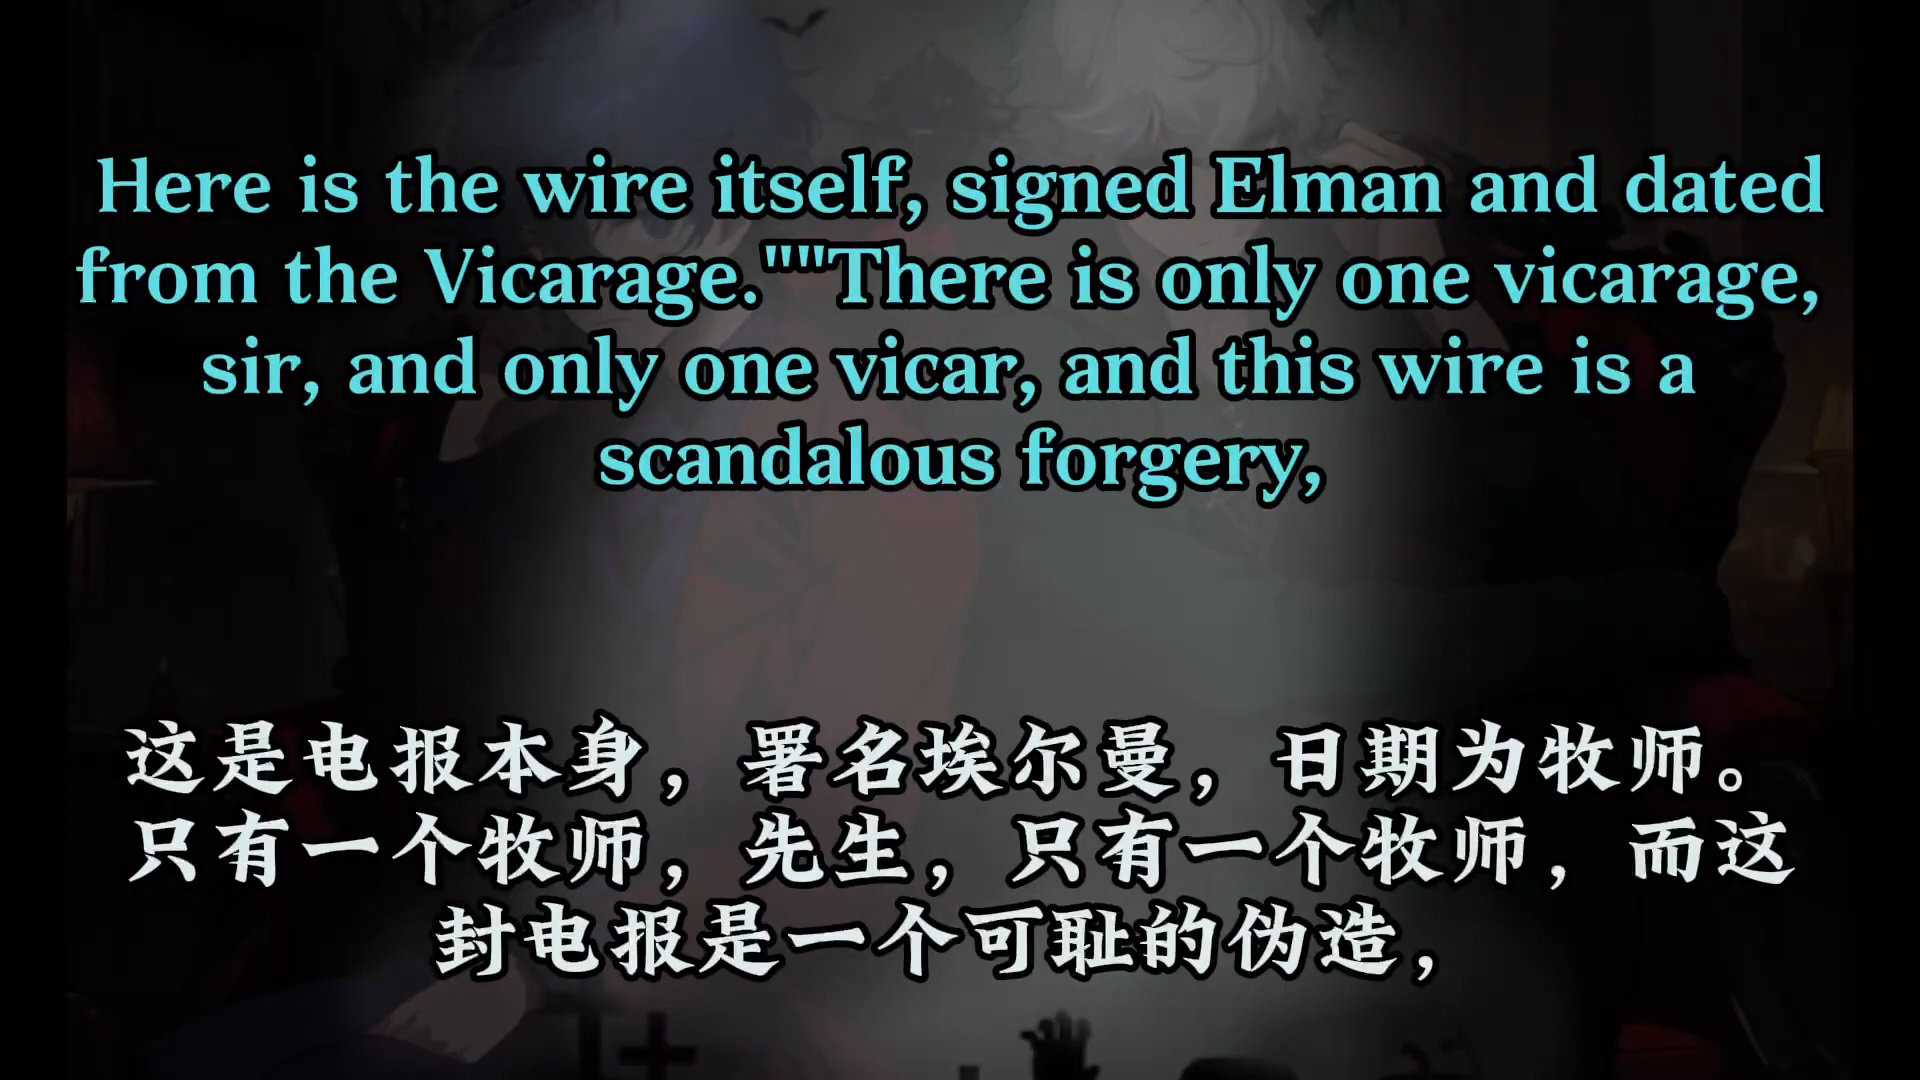 Here is the wire itself, signed Elman and dated
from the Vicarage.""There is only one vicarage,
sir, and only one vicar, and this wire is a
scandalous forgery,
这是电报本身，署名埃尔曼，日期为牧师。
只有一个牧师，先生，只有一个牧师，而这
封电报是一个可耻的伪造，